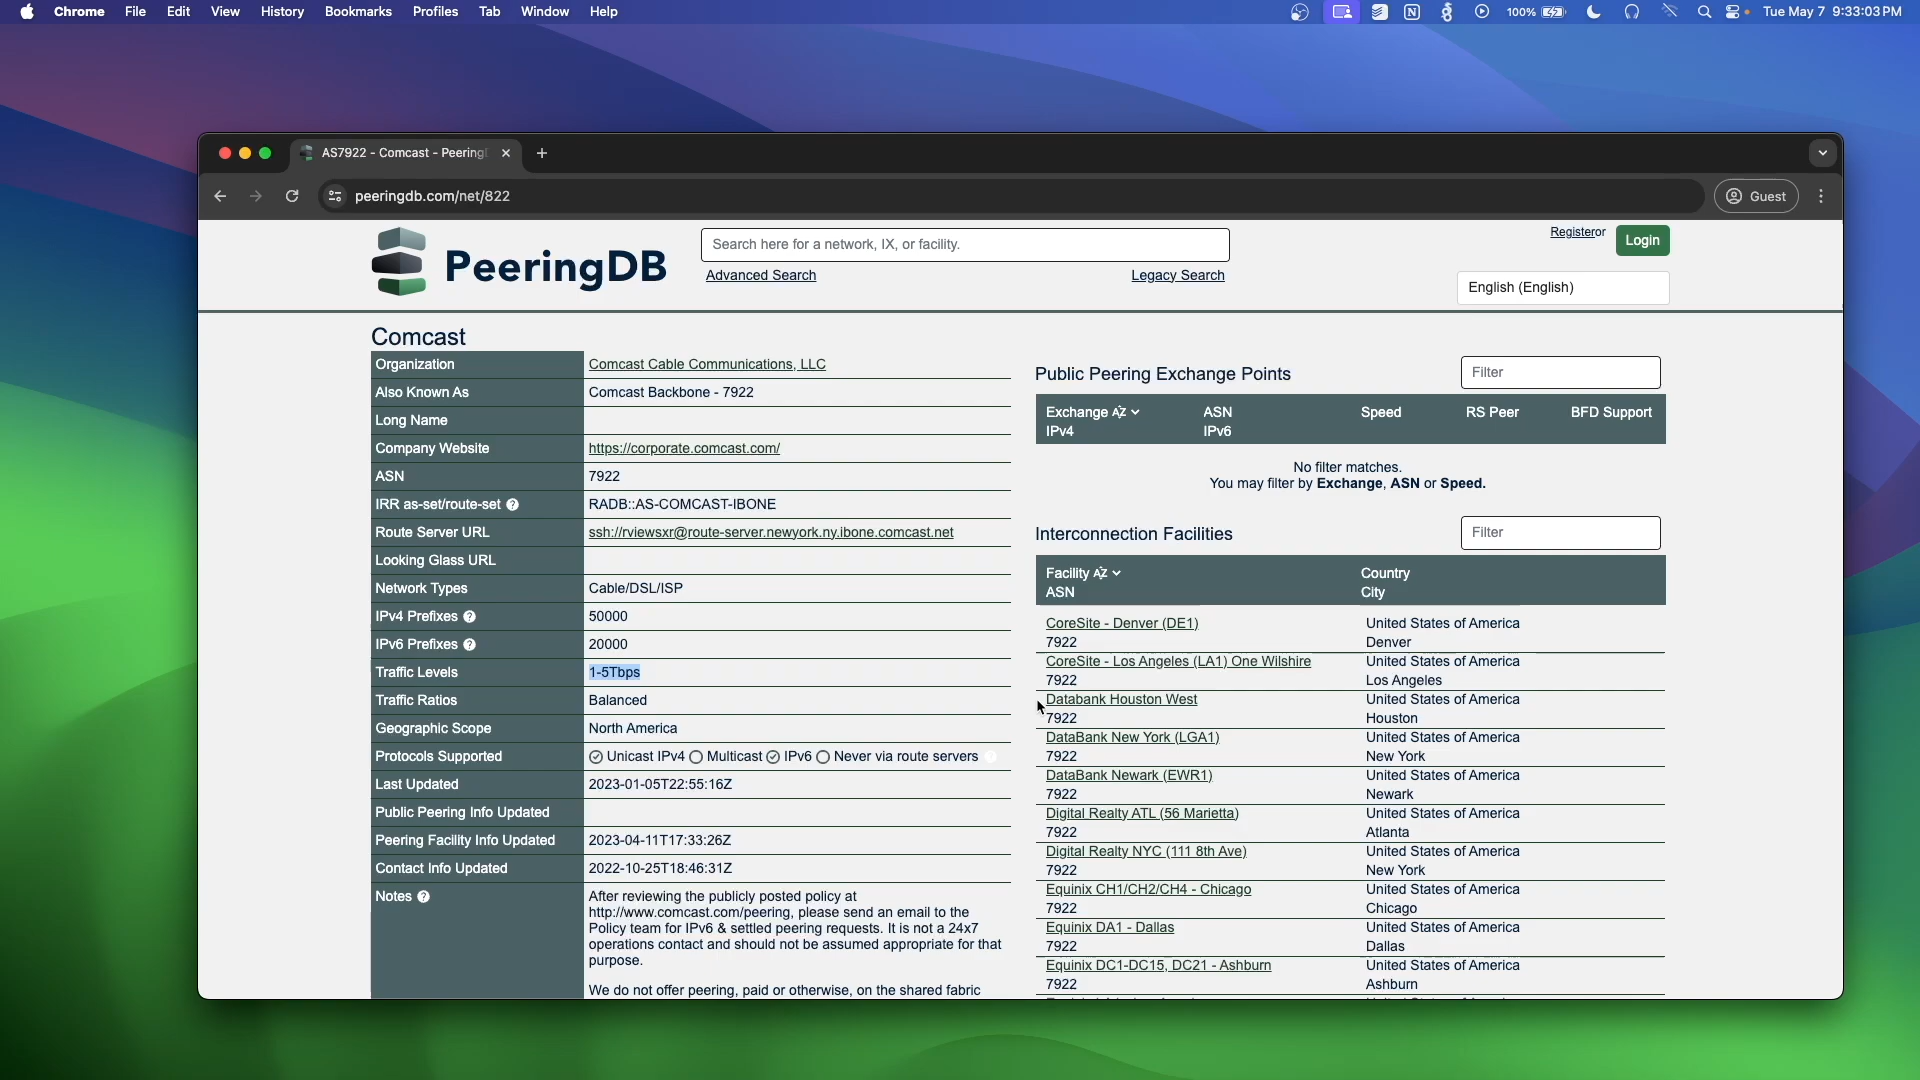 Chrome File Edit View History Bookmarks Profiles Tab Window Help 100% Tue May 7 9:33:03 PM
AS7922 - Comcast - Peering
peeringdb.com/net/822
Guest
PeeringDB
Search here for a network, IX, or facility.
Advanced Search
Legacy Search
Register or
Login
English (English)
Comcast
Organization Comcast Cable Communications, LLC
Also Known As Comcast Backbone - 7922
Long Name
Company Website https://corporate.comcast.com/
ASN 7922
IRR as-set/route-set ? RADB::AS-COMCAST-IBONE
Route Server URL ssh://rviewsxr@route-server.newyork.ny.ibone.comcast.net
Looking Glass URL
Network Types Cable/DSL/ISP
IPv4 Prefixes ? 50000
IPv6 Prefixes ? 20000
Traffic Levels 1-5Tbps
Traffic Ratios Balanced
Geographic Scope North America
Protocols Supported Unicast IPv4 Multicast IPv6 Never via route servers
Last Updated 2023-01-05T22:55:16Z
Public Peering Info Updated
Peering Facility Info Updated 2023-04-11T17:33:26Z
Contact Info Updated 2022-10-25T18:46:31Z
Notes ? After reviewing the publicly posted policy at
http://www.comcast.com/peering, please send an email to the
Policy team for IPv6 & settled peering requests. It is not a 24x7
operations contact and should not be assumed appropriate for that
purpose.
We do not offer peering, paid or otherwise, on the shared fabric
Public Peering Exchange Points Filter
Exchange AZ ASN Speed RS Peer BFD Support
IPv4 IPv6
No filter matches.
You may filter by Exchange, ASN or Speed.
Interconnection Facilities Filter
Facility AZ Country
ASN City
CoreSite - Denver (DE1) United States of America
7922 Denver
CoreSite - Los Angeles (LA1) One Wilshire United States of America
7922 Los Angeles
Databank Houston West United States of America
7922 Houston
DataBank New York (LGA1) United States of America
7922 New York
DataBank Newark (EWR1) United States of America
7922 Newark
Digital Realty ATL (56 Marietta) United States of America
7922 Atlanta
Digital Realty NYC (111 8th Ave) United States of America
7922 New York
Equinix CH1/CH2/CH4 - Chicago United States of America
7922 Chicago
Equinix DA1 - Dallas United States of America
7922 Dallas
Equinix DC1-DC15, DC21 - Ashburn United States of America
7922 Ashburn